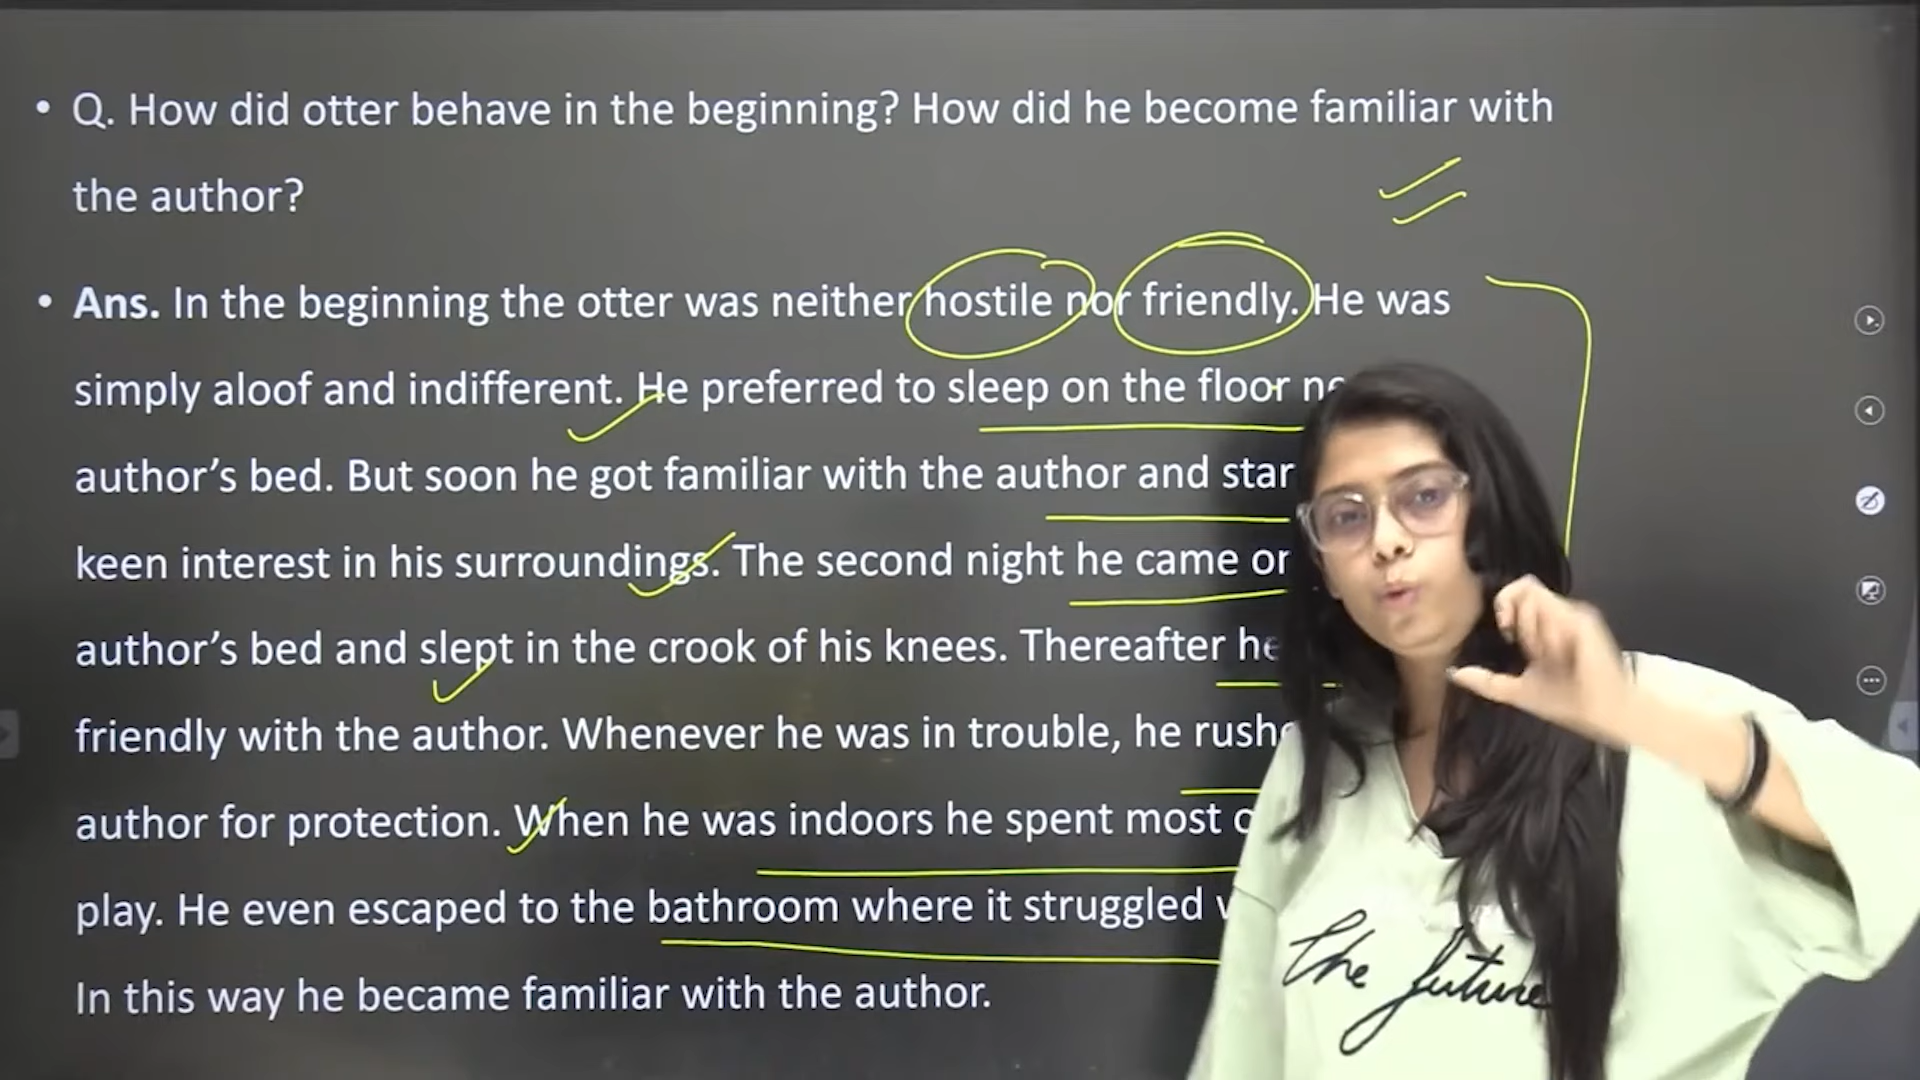 • Q. How did otter behave in the beginning? How did he become familiar with
the author?
• Ans. In the beginning the otter was neither hostile nor friendly. He was
simply aloof and indifferent. He preferred to sleep on the floor
author's bed. But soon he got familiar with the author and
keen interest in his surroundings. The second night he came
author's bed and slept in the crook of his knees. Thereafter he
friendly with the author. Whenever he was in trouble, he
author for protection. When he was indoors he spent most
play. He even escaped to the bathroom where it struggled
In this way he became familiar with the author.
the future